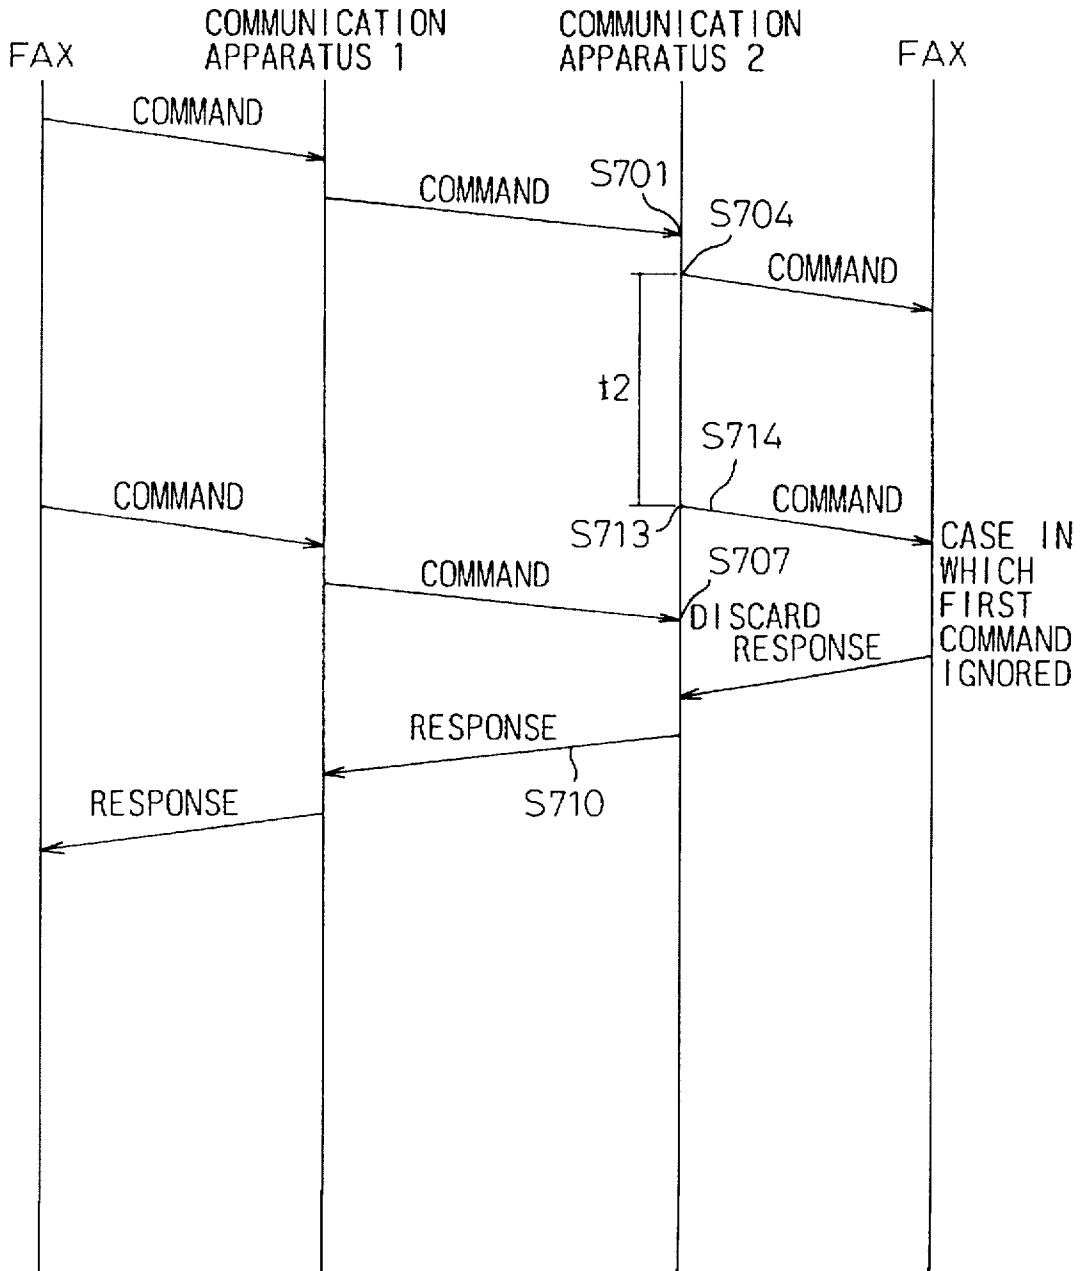 FAX
COMMUNICATION
APPARATUS 1
COMMUNICATION
APPARATUS 2
FAX
COMMAND
COMMAND
S701
S704
COMMAND
t2
S714
COMMAND
COMMAND
S713
COMMAND
S707
DISCARD
CASE IN
WHICH
FIRST
COMMAND
IGNORED
RESPONSE
RESPONSE
S710
RESPONSE